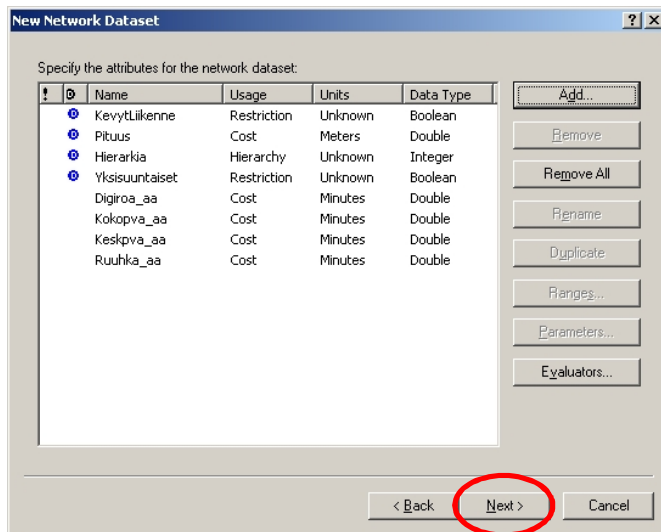 New Network Dataset
Specify the attributes for the network dataset:
! D Name Usage Units Data Type
D KevytLiikenne Restriction Unknown Boolean
D Pituus Cost Meters Double
D Hierarkia Hierarchy Unknown Integer
D Yksisuuntaiset Restriction Unknown Boolean
Digiroa_aa Cost Minutes Double
Kokopva_aa Cost Minutes Double
Keskpva_aa Cost Minutes Double
Ruuhka_aa Cost Minutes Double
Add...
Remove
Remove All
Rename
Duplicate
Ranges...
Parameters...
Evaluators...
< Back Next > Cancel